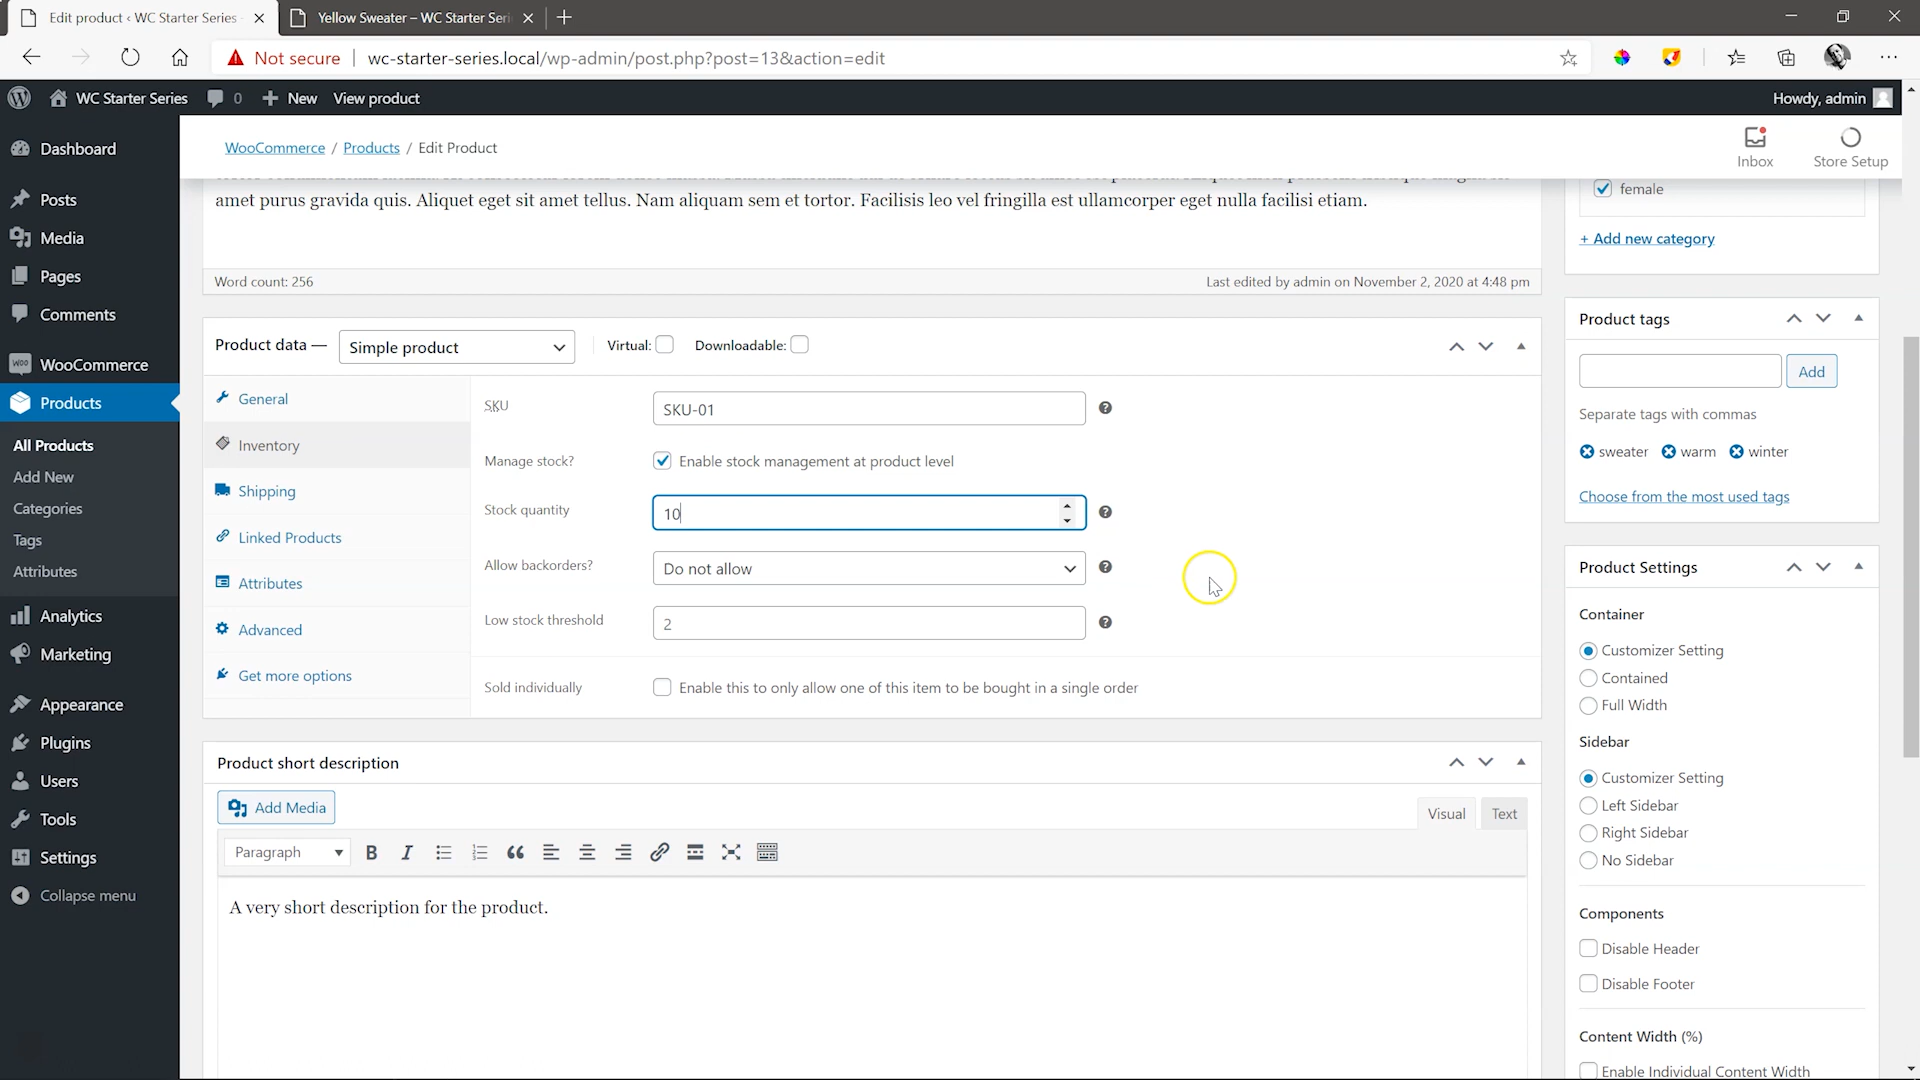 Edit product ‹ WC Starter Series
Yellow Sweater – WC Starter Seri
Not secure
wc-starter-series.local/wp-admin/post.php?post=13&action=edit
WC Starter Series
0
New
View product
Howdy, admin
Dashboard
Posts
Media
Pages
Comments
WooCommerce
Products
All Products
Add New
Categories
Tags
Attributes
Analytics
Marketing
Appearance
Plugins
Users
Tools
Settings
Collapse menu
WooCommerce / Products / Edit Product
Inbox
Store Setup
amet purus gravida quis. Aliquet eget sit amet tellus. Nam aliquam sem et tortor. Facilisis leo vel fringilla est ullamcorper eget nulla facilisi etiam.
Word count: 256
Last edited by admin on November 2, 2020 at 4:48 pm
Product data —
Simple product
Virtual:
Downloadable:
General
Inventory
Shipping
Linked Products
Attributes
Advanced
Get more options
SKU
SKU-01
Manage stock?
Enable stock management at product level
Stock quantity
10
Allow backorders?
Do not allow
Low stock threshold
2
Sold individually
Enable this to only allow one of this item to be bought in a single order
Product short description
Add Media
Visual
Text
Paragraph
A very short description for the product.
female
+ Add new category
Product tags
Add
Separate tags with commas
sweater
warm
winter
Choose from the most used tags
Product Settings
Container
Customizer Setting
Contained
Full Width
Sidebar
Customizer Setting
Left Sidebar
Right Sidebar
No Sidebar
Components
Disable Header
Disable Footer
Content Width (%)
Enable Individual Content Width